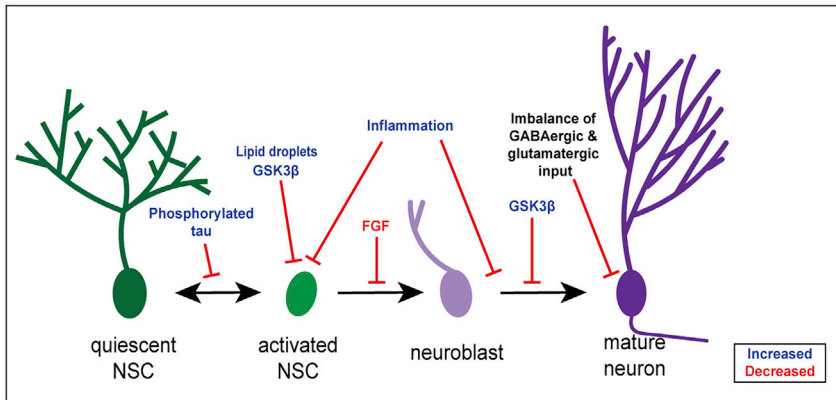 Imbalance of
GABAergic &
glutamatergic
input
Inflammation
Lipid droplets
GSK3β
Phosphorylated
tau
FGF
GSK3β
quiescent
NSC
activated
NSC
neuroblast
mature
neuron
Increased
Decreased